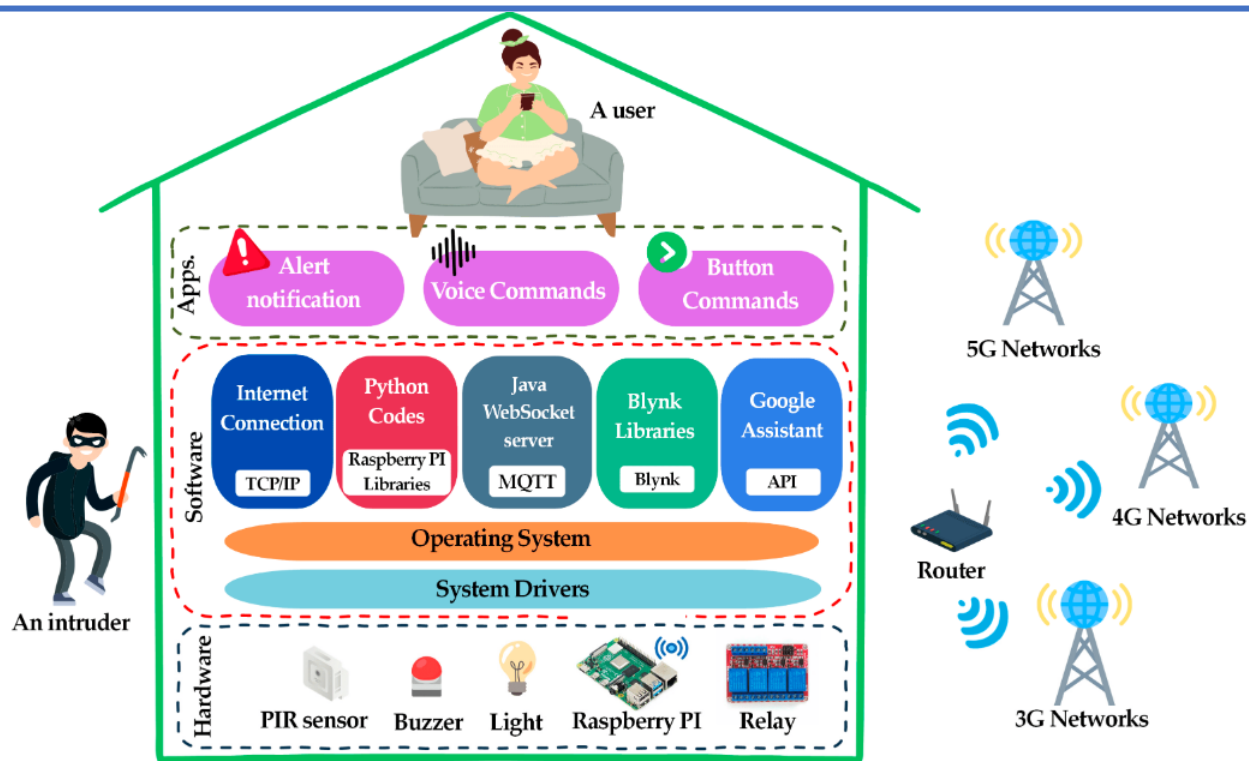 A user
Apps.
Alert
notification
Voice Commands
Button
Commands
Software
Internet
Connection
TCP/IP
Python
Codes
Raspberry PI
Libraries
Java
WebSocket
server
MQTT
Blynk
Libraries
Blynk
Google
Assistant
API
Operating System
System Drivers
Hardware
PIR sensor
Buzzer
Light
Raspberry PI
Relay
An intruder
5G Networks
4G Networks
Router
3G Networks